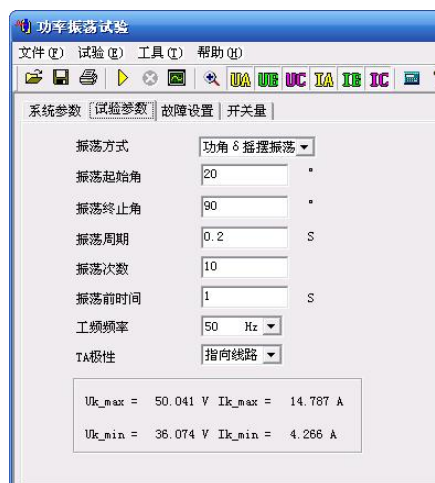 功率振荡试验
文件(F) 试验(E) 工具(T) 帮助(H)
UA UB UC IA IB IC
系统参数 试验参数 故障设置 开关量
振荡方式 功角δ摇摆振荡
振荡起始角 20 °
振荡终止角 90 °
振荡周期 0.2 S
振荡次数 10
振荡前时间 1 S
工频频率 50 Hz
TA极性 指向线路
Uk_max = 50.041 V Ik_max = 14.787 A
Uk_min = 36.074 V Ik_min = 4.266 A